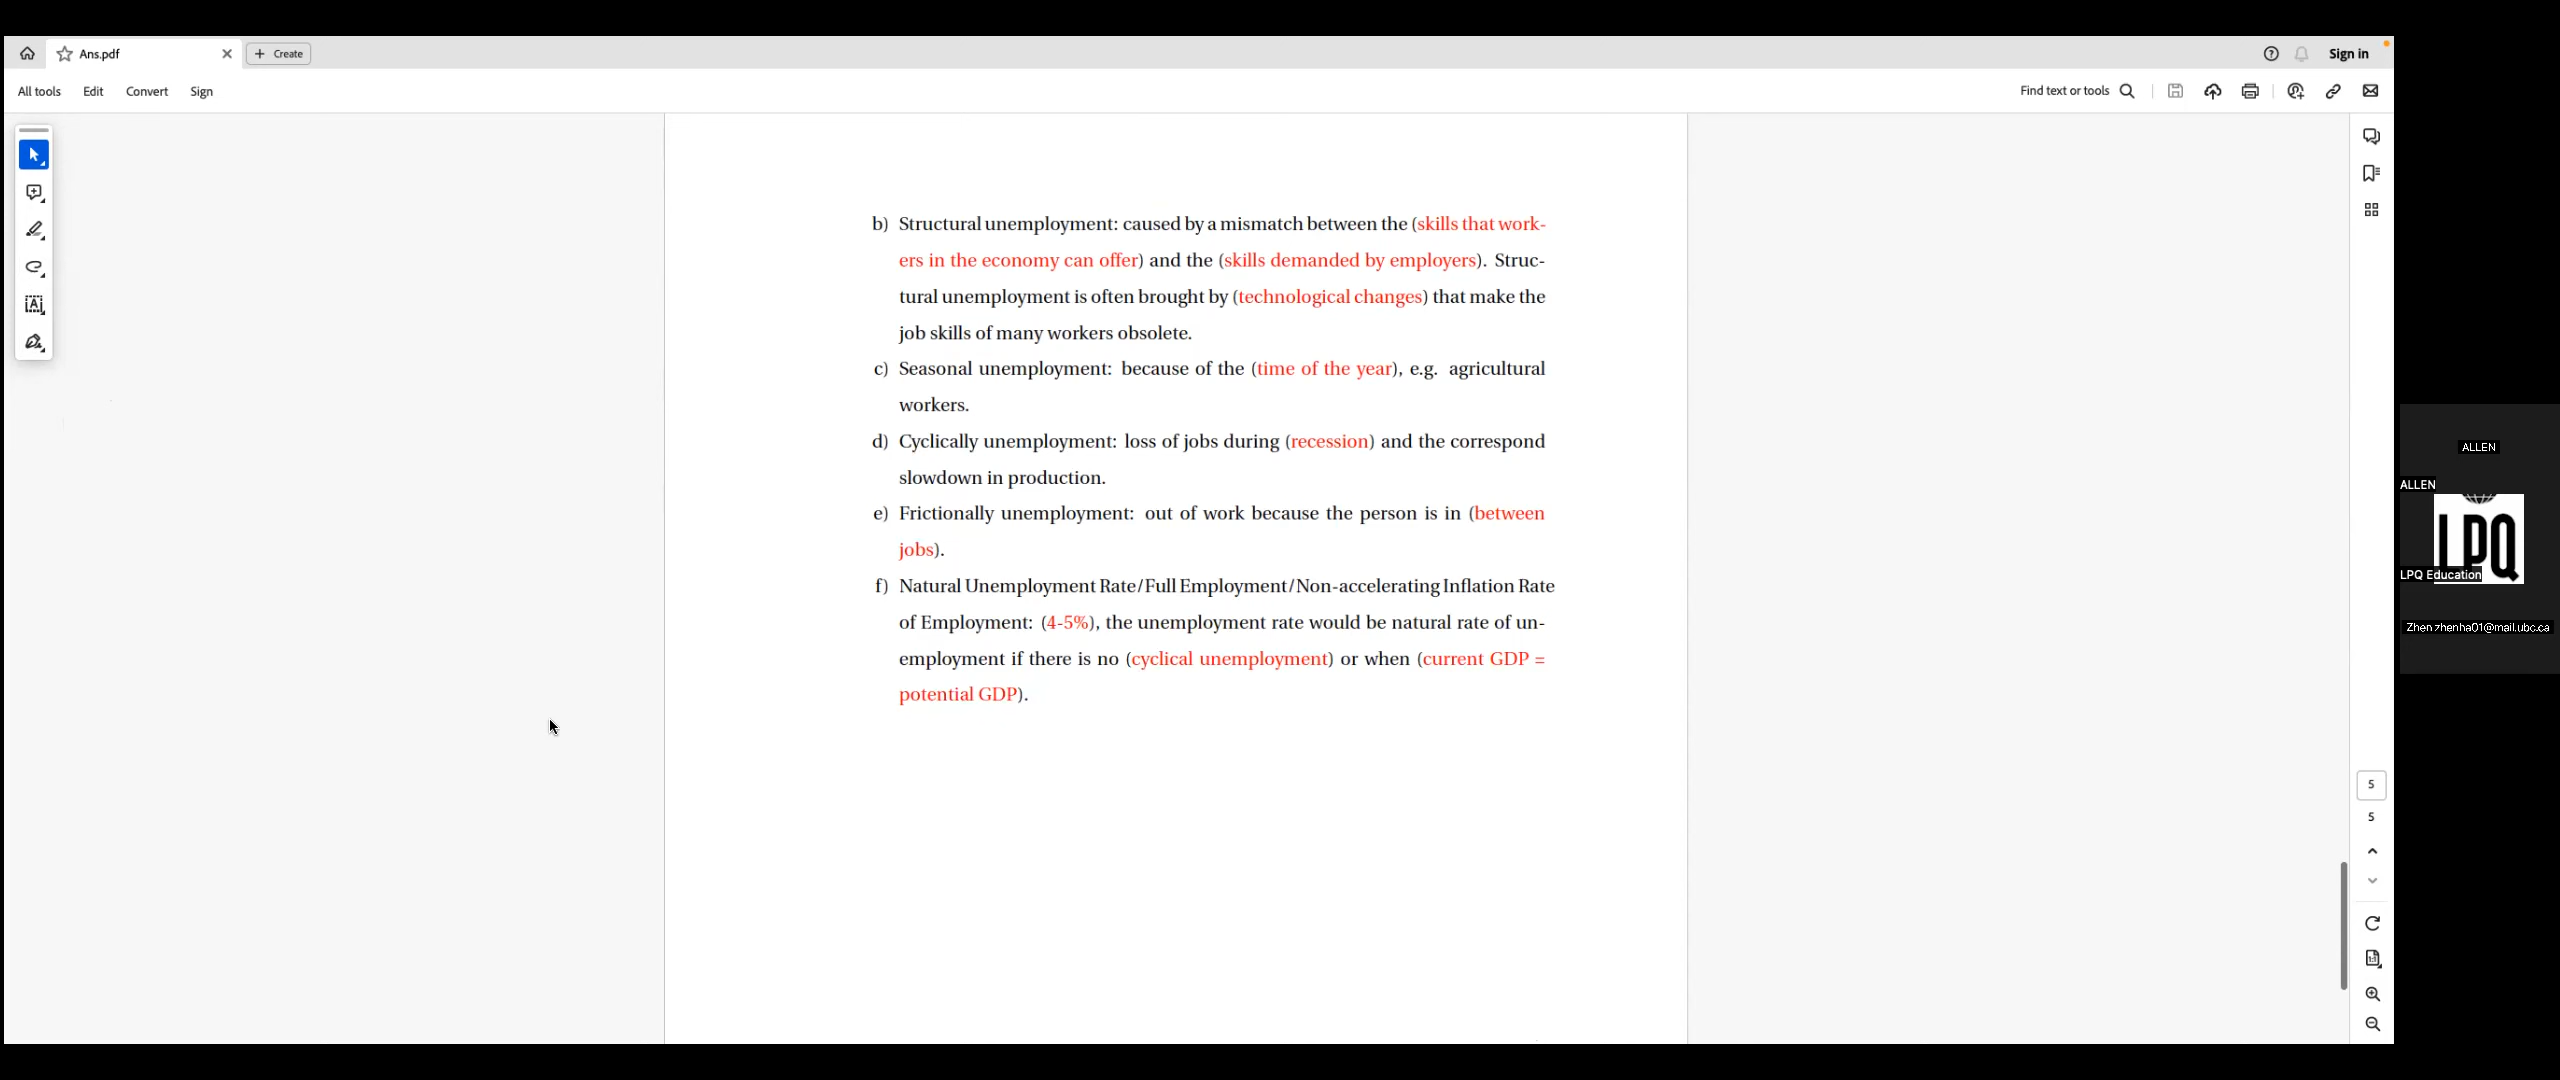 Ans.pdf
Create
Sign in
All tools
Edit
Convert
Sign
Find text or tools
b) Structural unemployment: caused by a mismatch between the (skills that work-
ers in the economy can offer) and the (skills demanded by employers). Struc-
tural unemployment is often brought by (technological changes) that make the
job skills of many workers obsolete.
c) Seasonal unemployment: because of the (time of the year), e.g. agricultural
workers.
d) Cyclically unemployment: loss of jobs during (recession) and the correspond
slowdown in production.
e) Frictionally unemployment: out of work because the person is in (between
jobs).
f) Natural Unemployment Rate/Full Employment/Non-accelerating Inflation Rate
of Employment: (4-5%), the unemployment rate would be natural rate of un-
employment if there is no (cyclical unemployment) or when (current GDP =
potential GDP).
5
5
ALLEN
ALLEN
LPQ
LPQ Education
Zhen zhenha01@mail.ubc.ca